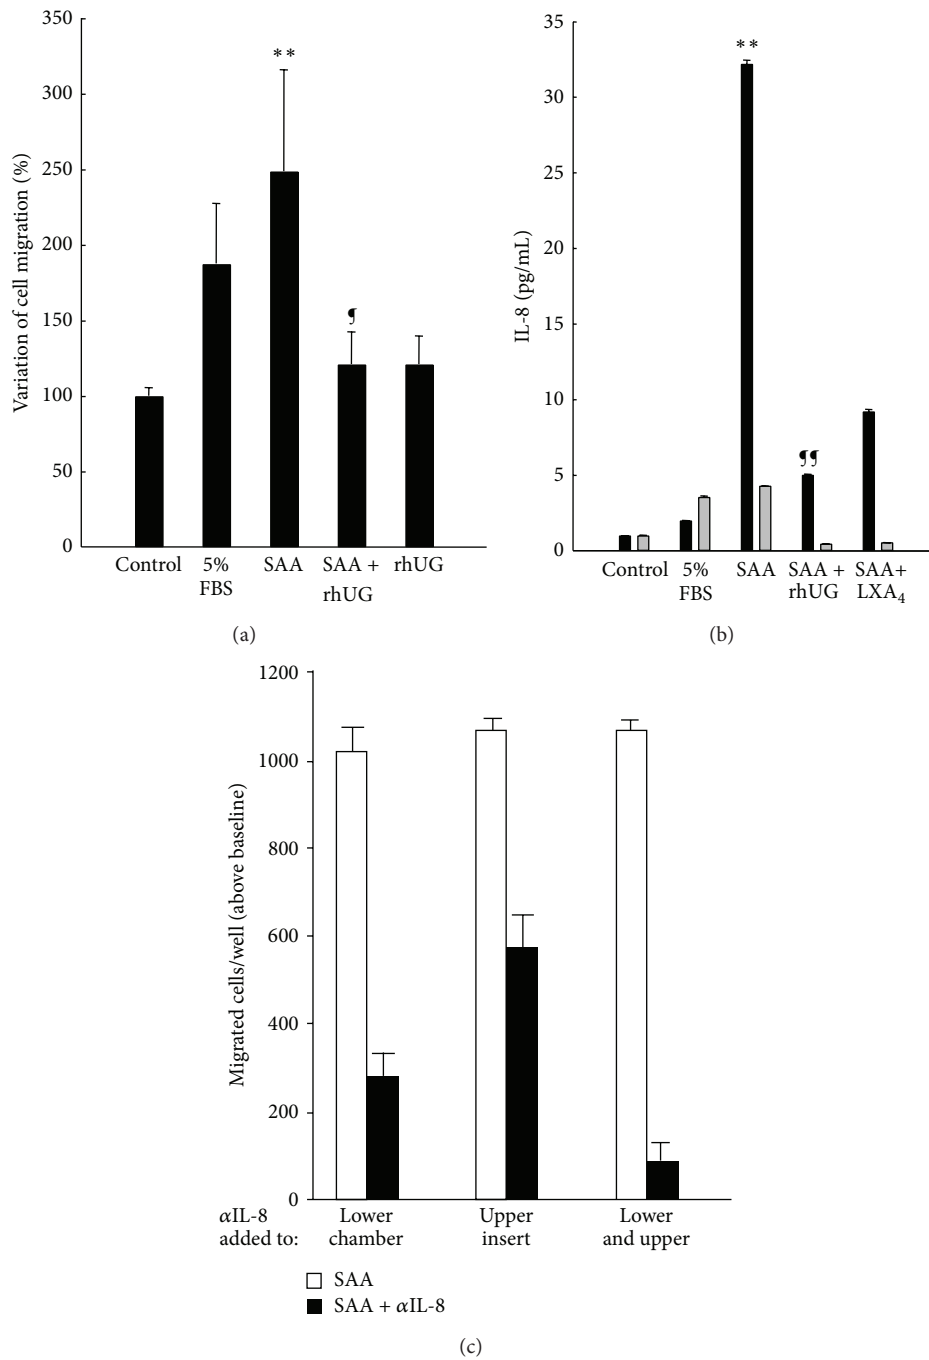 350
300
250
200
150
100
50
0
Variation of cell migration (%)
**
¶
Control 5% FBS SAA SAA + rhUG rhUG
(a)
35
30
25
20
15
10
5
0
IL-8 (pg/mL)
**
¶¶
Control 5% FBS SAA SAA + rhUG SAA+ LXA₄
(b)
1200
1000
800
600
400
200
0
Migrated cells/well (above baseline)
αIL-8 added to:
Lower chamber
Upper insert
Lower and upper
SAA
SAA + αIL-8
(c)